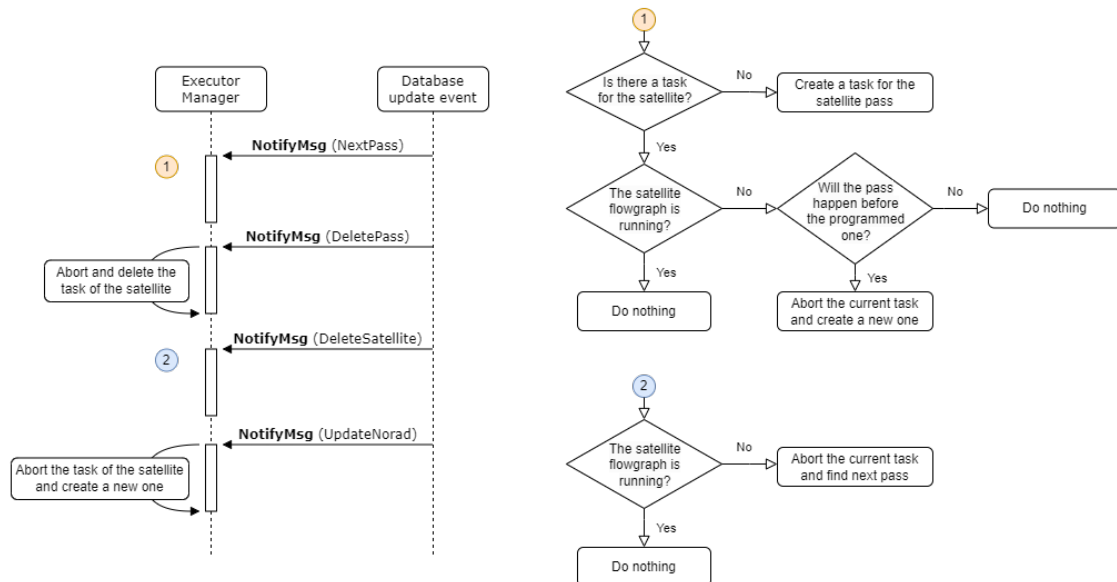 Executor
Manager
Database
update event
NotifyMsg (NextPass)
1
NotifyMsg (DeletePass)
Abort and delete the
task of the satellite
NotifyMsg (DeleteSatellite)
2
NotifyMsg (UpdateNorad)
Abort the task of the satellite
and create a new one
1
Is there a task
for the satellite?
No
Create a task for the
satellite pass
Yes
The satellite
flowgraph is
running?
No
Will the pass
happen before
the programmed
one?
No
Do nothing
Yes
Do nothing
Yes
Abort the current task
and create a new one
2
The satellite
flowgraph is
running?
No
Abort the current task
and find next pass
Yes
Do nothing